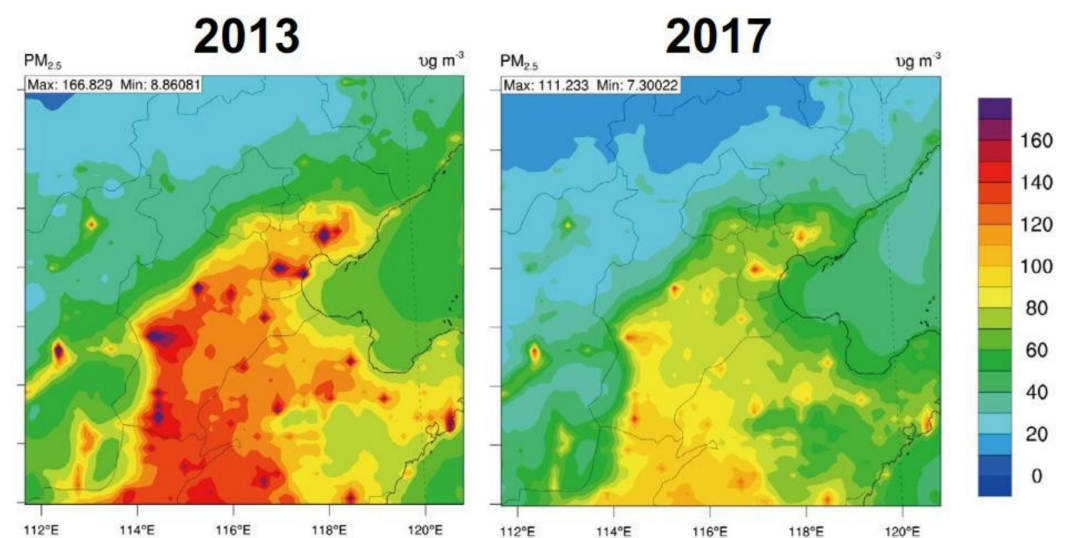 2013
2017
PM2.5
υg m-3
PM2.5
υg m-3
Max: 166.829 Min: 8.86081
Max: 111.233 Min: 7.30022
160
140
120
100
80
60
40
20
0
112°E
114°E
116°E
118°E
120°E
112°E
114°E
116°E
118°E
120°E